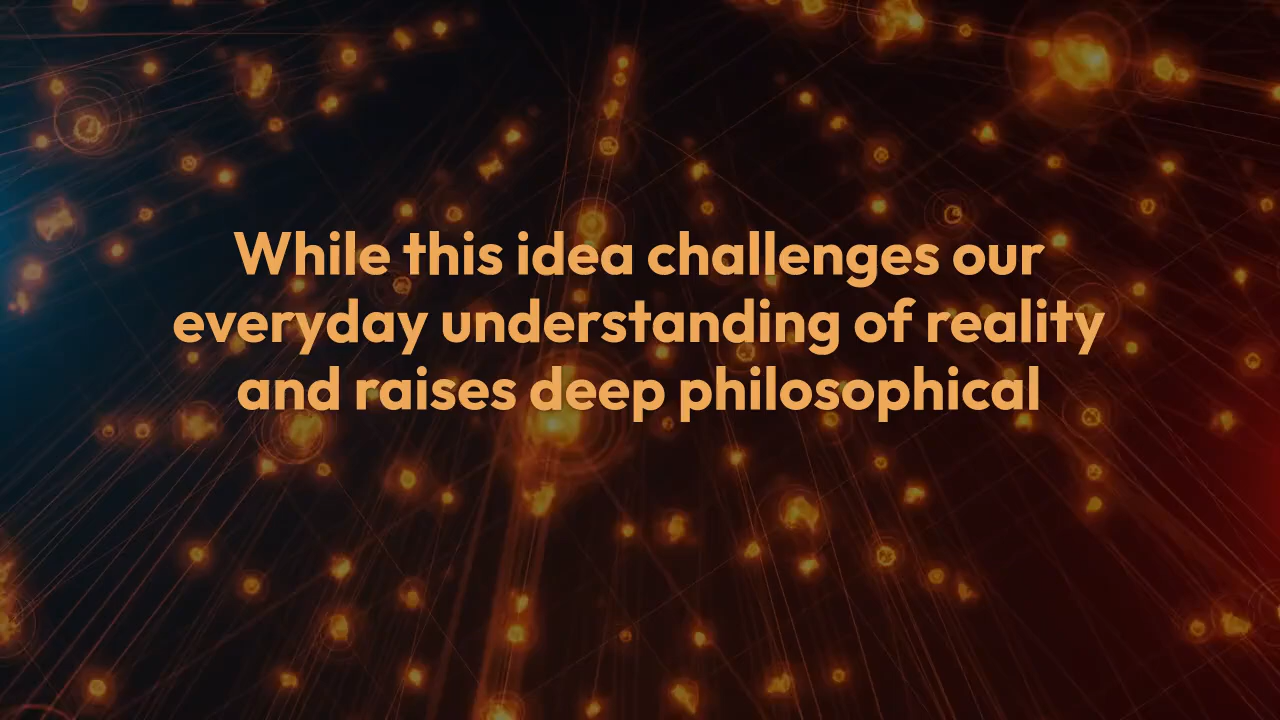 While this idea challenges our
everyday understanding of reality
and raises deep philosophical